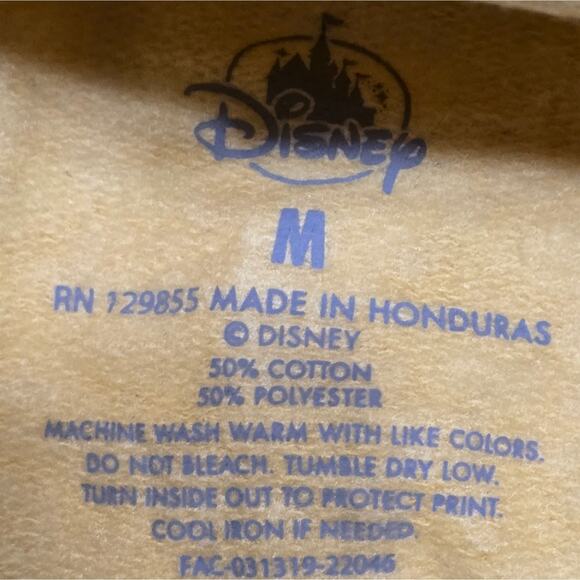 Disney
M
RN 129855 MADE IN HONDURAS
© DISNEY
50% COTTON
50% POLYESTER
MACHINE WASH WARM WITH LIKE COLORS.
DO NOT BLEACH. TUMBLE DRY LOW.
TURN INSIDE OUT TO PROTECT PRINT.
COOL IRON IF NEEDED.
FAC-031319-22046